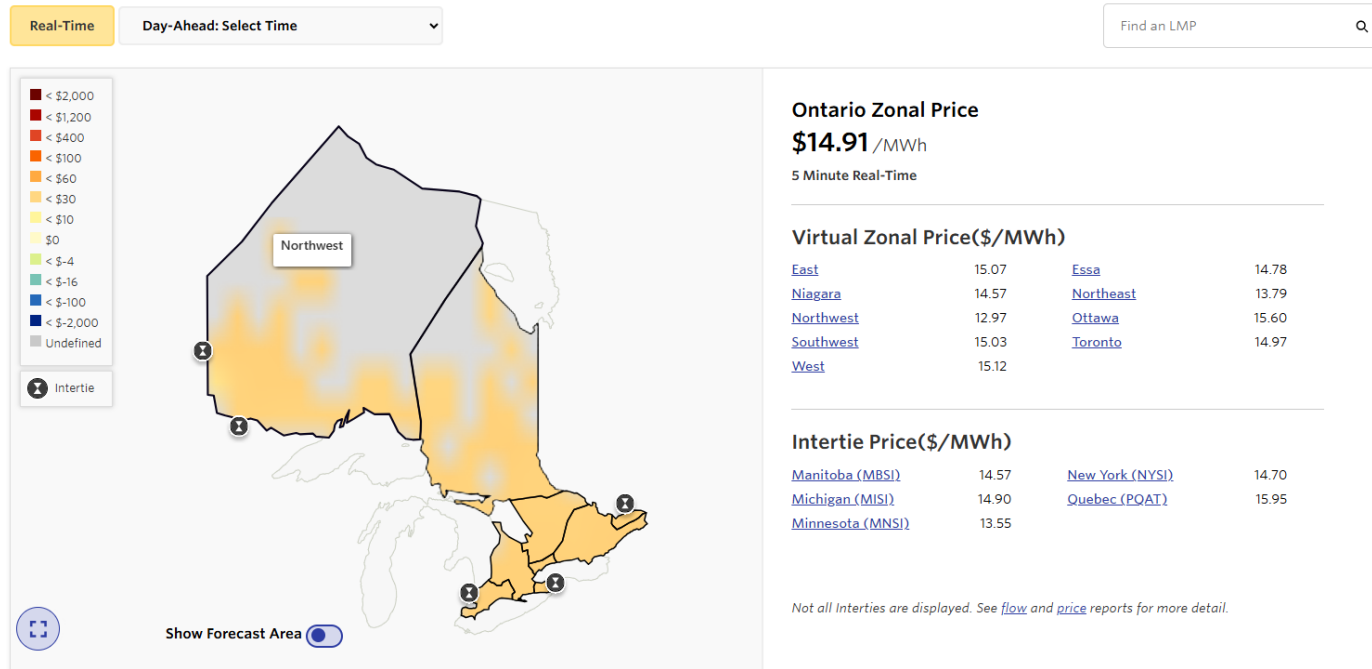 Real-Time
Day-Ahead: Select Time
Find an LMP
< $2,000
< $1,200
< $400
< $100
< $60
< $30
< $10
$0
< $-4
< $-16
< $-100
< $-2,000
Undefined
Intertie
Northwest
Show Forecast Area
Ontario Zonal Price
$14.91 /MWh
5 Minute Real-Time
Virtual Zonal Price($/MWh)
East 15.07 Essa 14.78
Niagara 14.57 Northeast 13.79
Northwest 12.97 Ottawa 15.60
Southwest 15.03 Toronto 14.97
West 15.12
Intertie Price($/MWh)
Manitoba (MBSI) 14.57 New York (NYSI) 14.70
Michigan (MISI) 14.90 Quebec (PQAT) 15.95
Minnesota (MNSI) 13.55
Not all Interties are displayed. See flow and price reports for more detail.